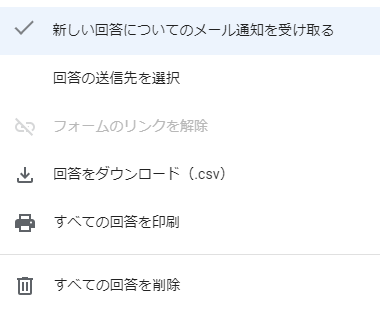 新しい回答についてのメール通知を受け取る
回答の送信先を選択
フォームのリンクを解除
回答をダウンロード（.csv）
すべての回答を印刷
すべての回答を削除